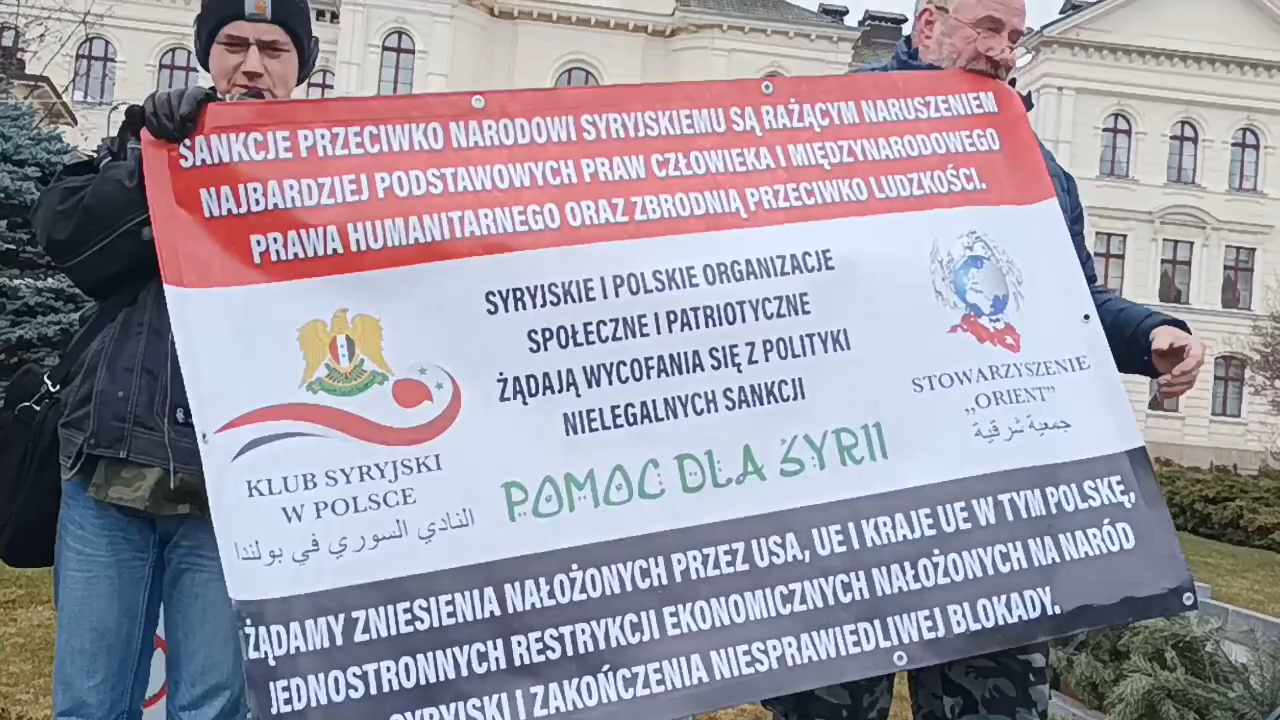 SANKCJE PRZECIWKO NARODOWI SYRYJSKIEMU SĄ RAŻĄCYM NARUSZENIEM
NAJBARDZIEJ PODSTAWOWYCH PRAW CZŁOWIEKA I MIĘDZYNARODOWEGO
PRAWA HUMANITARNEGO ORAZ ZBRODNIĄ PRZECIWKO LUDZKOŚCI.
SYRYJSKIE I POLSKIE ORGANIZACJE
SPOŁECZNE I PATRIOTYCZNE
ŻĄDAJĄ WYCOFANIA SIĘ Z POLITYKI
NIELEGALNYCH SANKCJI
POMOC DLA SYRII
KLUB SYRYJSKI
W POLSCE
النادي السوري في بولندا
STOWARZYSZENIE
„ORIENT”
جمعية شرقية
ŻĄDAMY ZNIESIENIA NAŁOŻONYCH PRZEZ USA, UE I KRAJE UE W TYM POLSKĘ,
JEDNOSTRONNYCH RESTRYKCJI EKONOMICZNYCH NAŁOŻONYCH NA NARÓD
SYRYJSKI I ZAKOŃCZENIA NIESPRAWIEDLIWEJ BLOKADY.